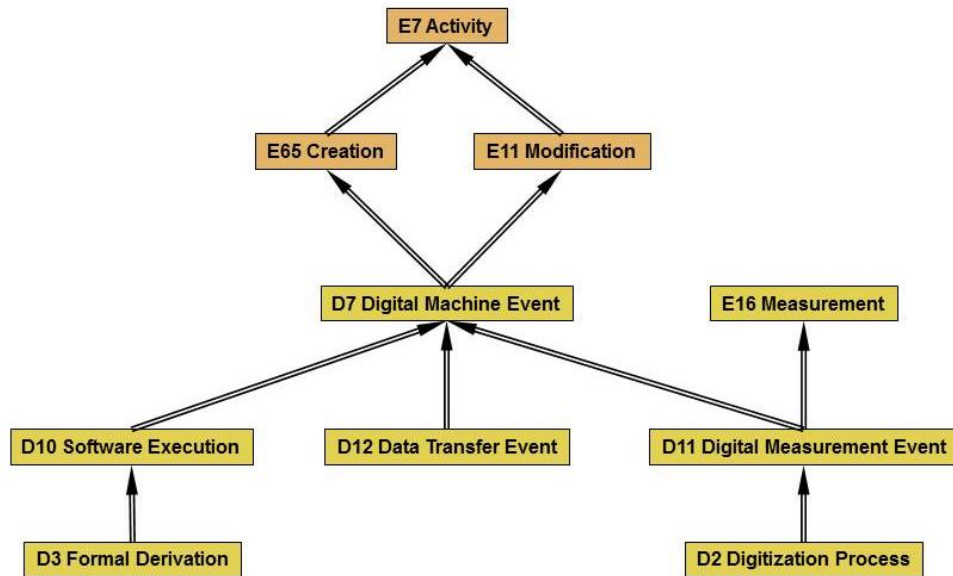 E7 Activity
E65 Creation
E11 Modification
D7 Digital Machine Event
E16 Measurement
D10 Software Execution
D12 Data Transfer Event
D11 Digital Measurement Event
D3 Formal Derivation
D2 Digitization Process